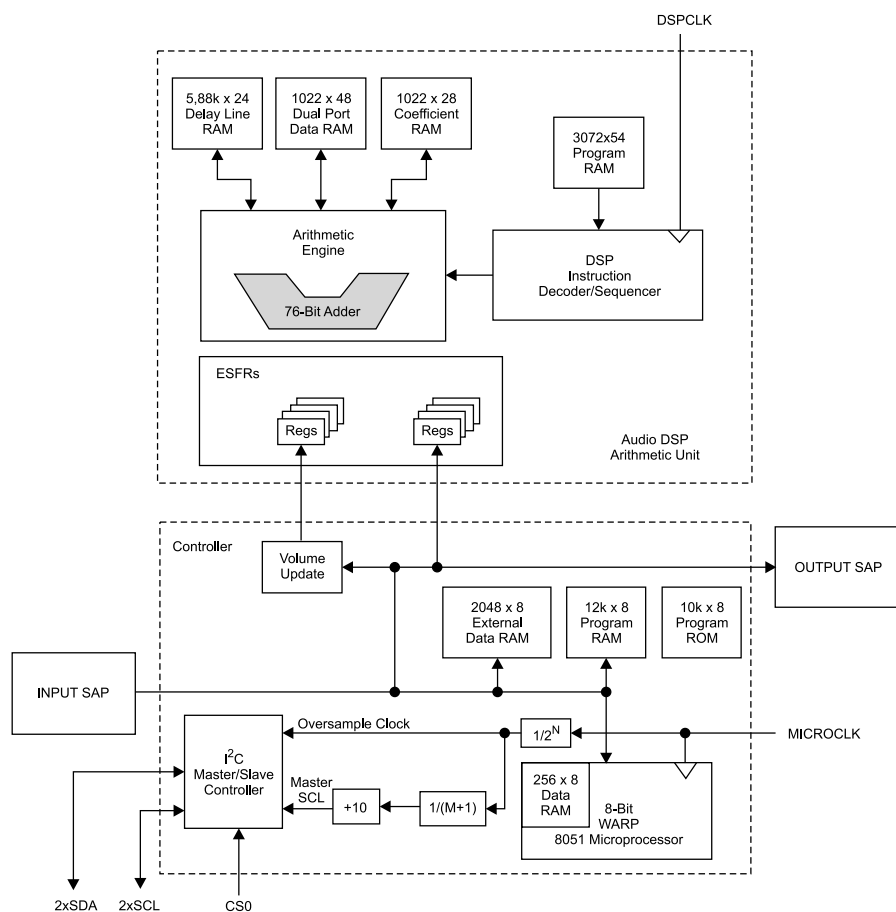 DSPCLK
5,88k x 24
Delay Line
RAM
1022 x 48
Dual Port
Data RAM
1022 x 28
Coefficient
RAM
3072x54
Program
RAM
Arithmetic
Engine
76-Bit Adder
DSP
Instruction
Decoder/Sequencer
ESFRs
Regs
Regs
Audio DSP
Arithmetic Unit
Controller
Volume
Update
OUTPUT SAP
2048 x 8
External
Data RAM
12k x 8
Program
RAM
10k x 8
Program
ROM
INPUT SAP
Oversample Clock
1/2^N
MICROCLK
I²C
Master/Slave
Controller
Master
SCL
+10
1/(M+1)
256 x 8
Data
RAM
8-Bit
WARP
8051 Microprocessor
2xSDA
2xSCL
CS0